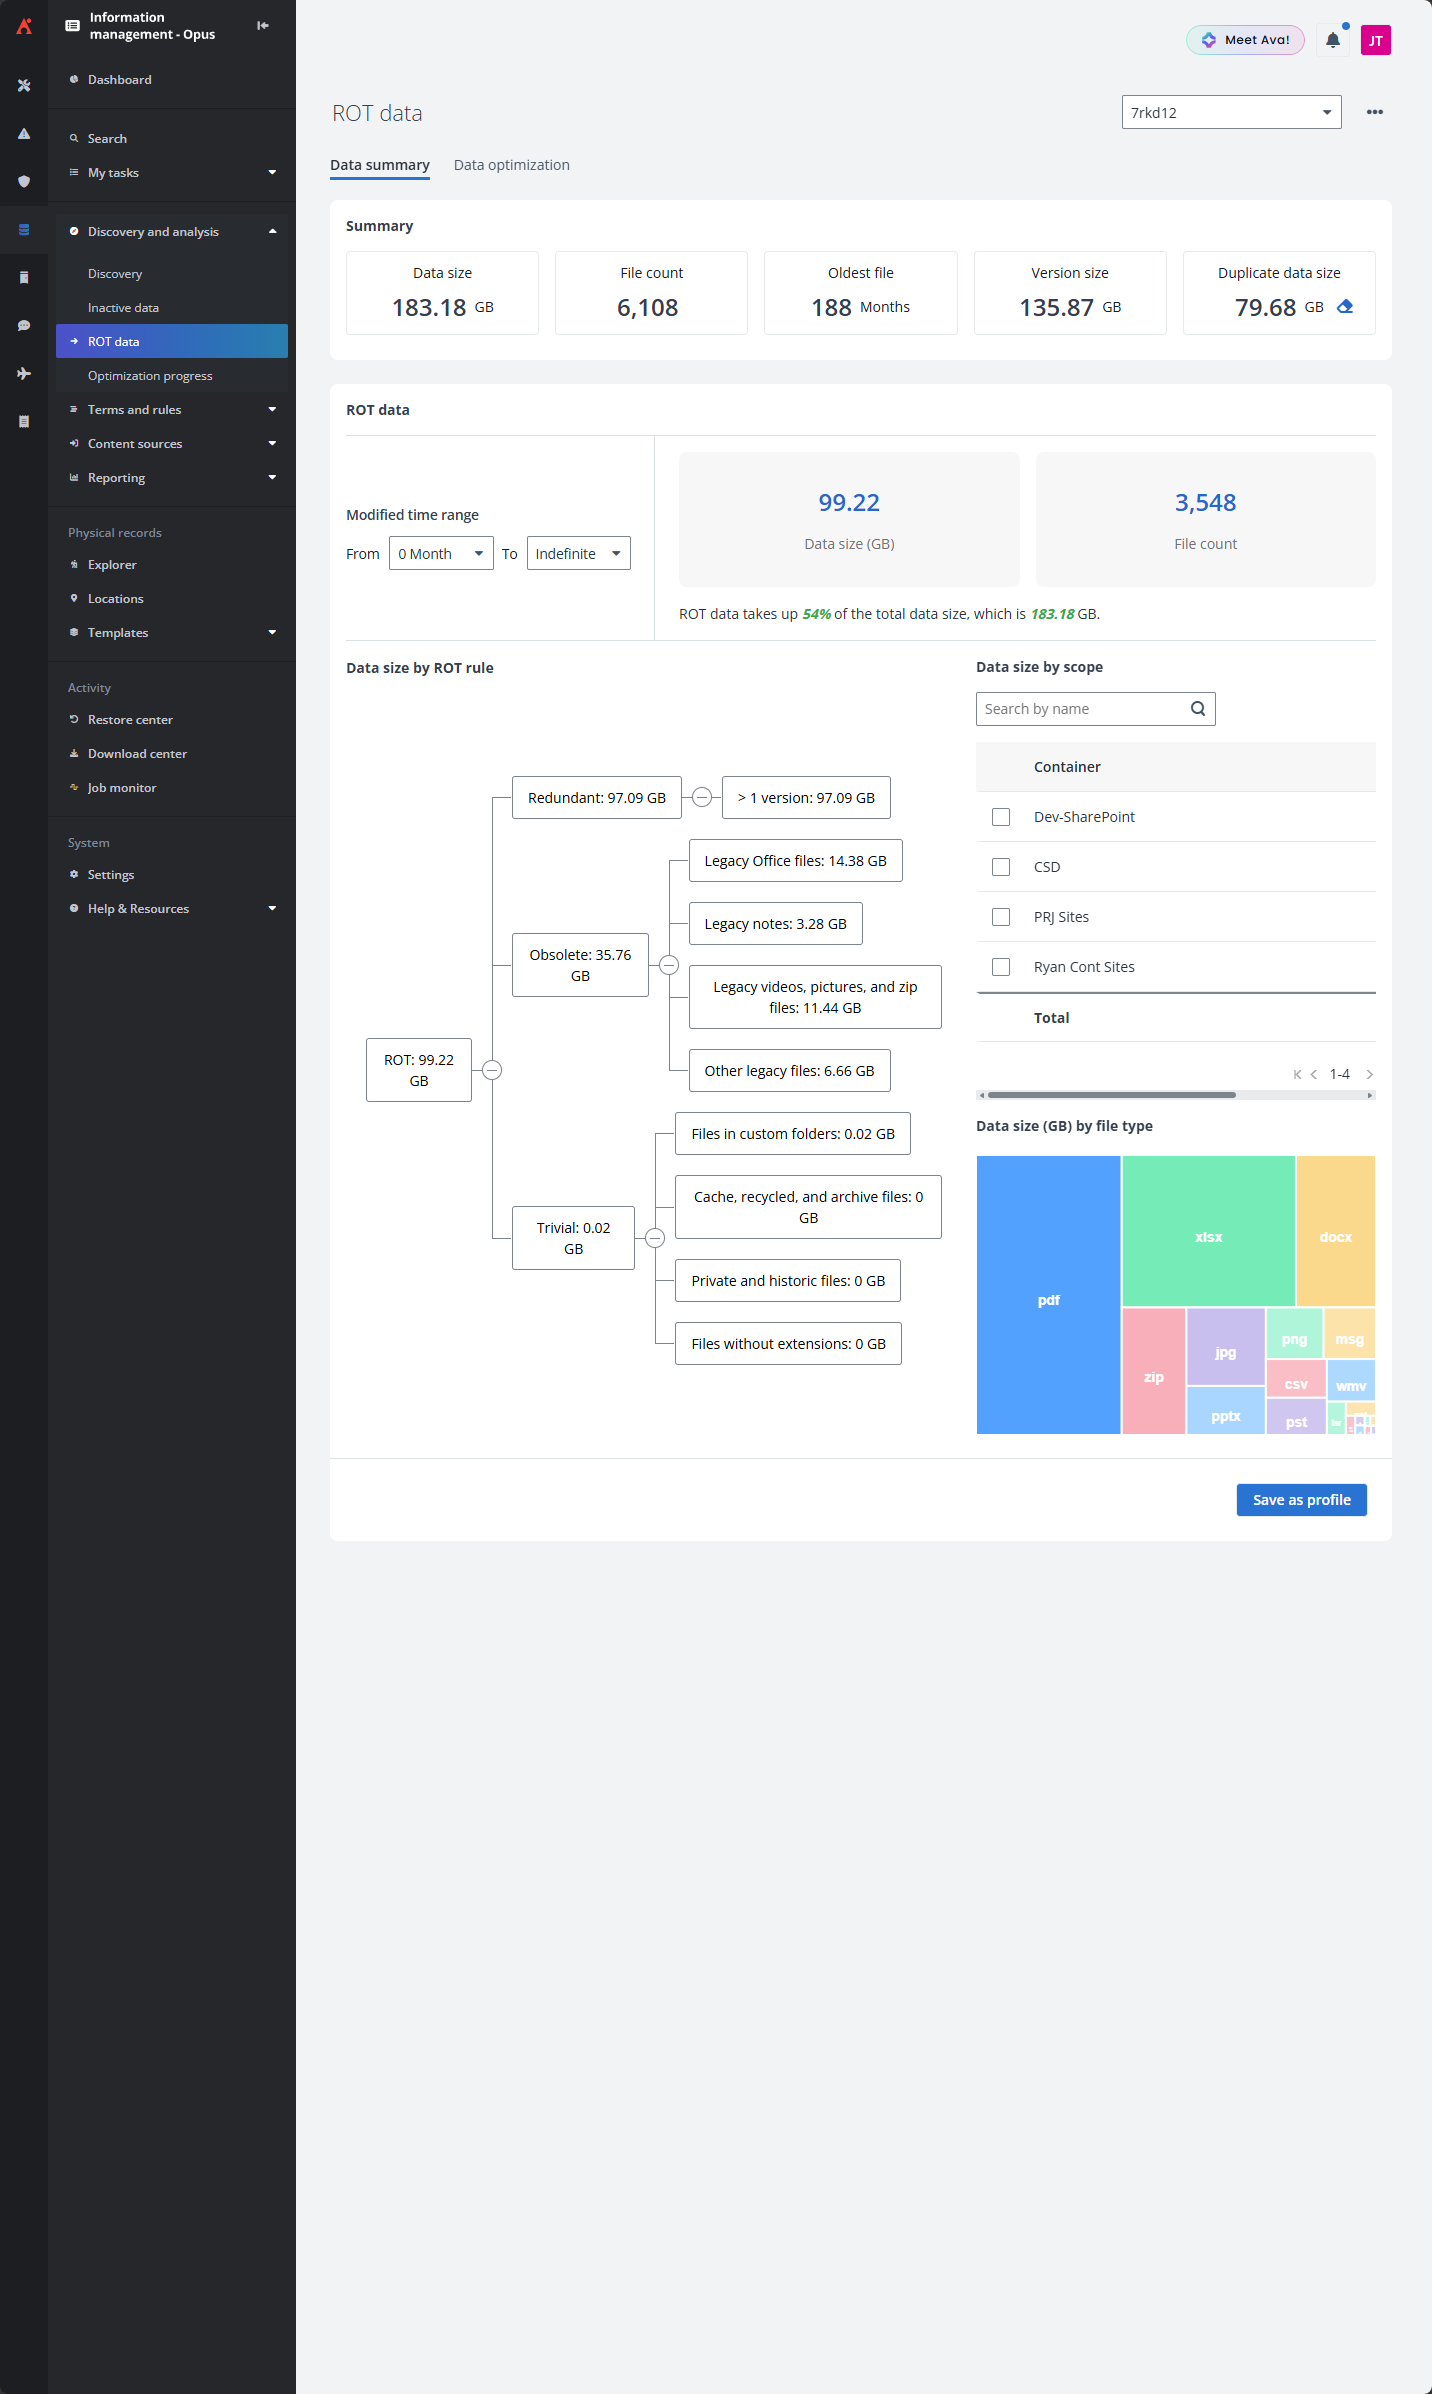 Information
management - Opus
Dashboard
Search
My tasks
Discovery and analysis
Discovery
Inactive data
ROT data
Optimization progress
Terms and rules
Content sources
Reporting
Physical records
Explorer
Locations
Templates
Activity
Restore center
Download center
Job monitor
System
Settings
Help & Resources
Meet Ava!
JT
ROT data
7rkd12
Data summary
Data optimization
Summary
Data size
183.18 GB
File count
6,108
Oldest file
188 Months
Version size
135.87 GB
Duplicate data size
79.68 GB
ROT data
Modified time range
From 0 Month To Indefinite
99.22
Data size (GB)
3,548
File count
ROT data takes up 54% of the total data size, which is 183.18 GB.
Data size by ROT rule
ROT: 99.22
GB
Redundant: 97.09 GB
> 1 version: 97.09 GB
Obsolete: 35.76
GB
Legacy Office files: 14.38 GB
Legacy notes: 3.28 GB
Legacy videos, pictures, and zip
files: 11.44 GB
Other legacy files: 6.66 GB
Trivial: 0.02
GB
Files in custom folders: 0.02 GB
Cache, recycled, and archive files: 0
GB
Private and historic files: 0 GB
Files without extensions: 0 GB
Data size by scope
Search by name
Container
Dev-SharePoint
CSD
PRJ Sites
Ryan Cont Sites
Total
1-4
Data size (GB) by file type
pdf
xlsx
docx
zip
jpg
pptx
png
msg
csv
wmv
pst
Save as profile